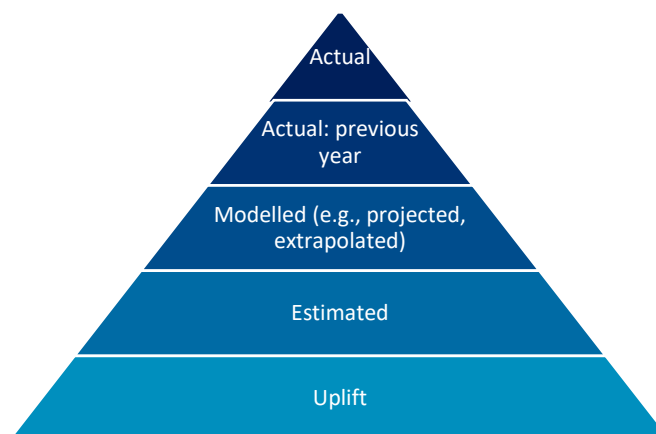 Actual
Actual: previous
year
Modelled (e.g., projected,
extrapolated)
Estimated
Uplift